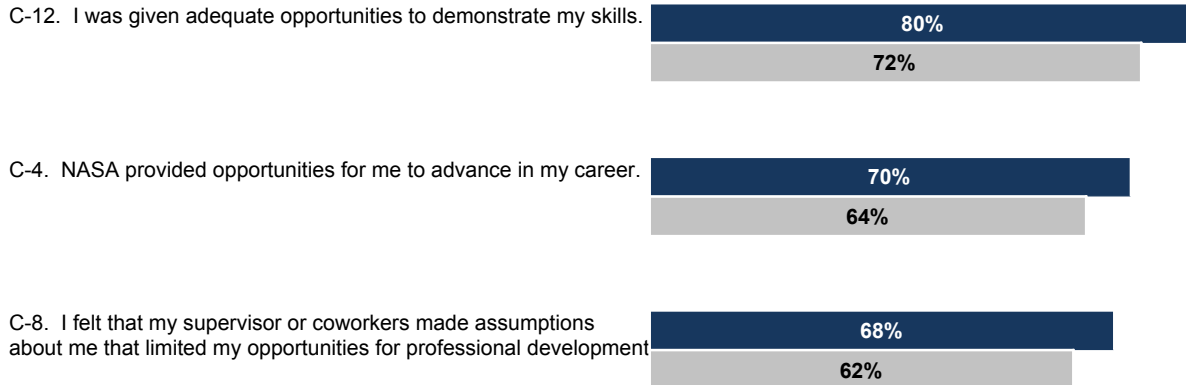 C-12. I was given adequate opportunities to demonstrate my skills.
80%
72%
C-4. NASA provided opportunities for me to advance in my career.
70%
64%
C-8. I felt that my supervisor or coworkers made assumptions
about me that limited my opportunities for professional development
68%
62%